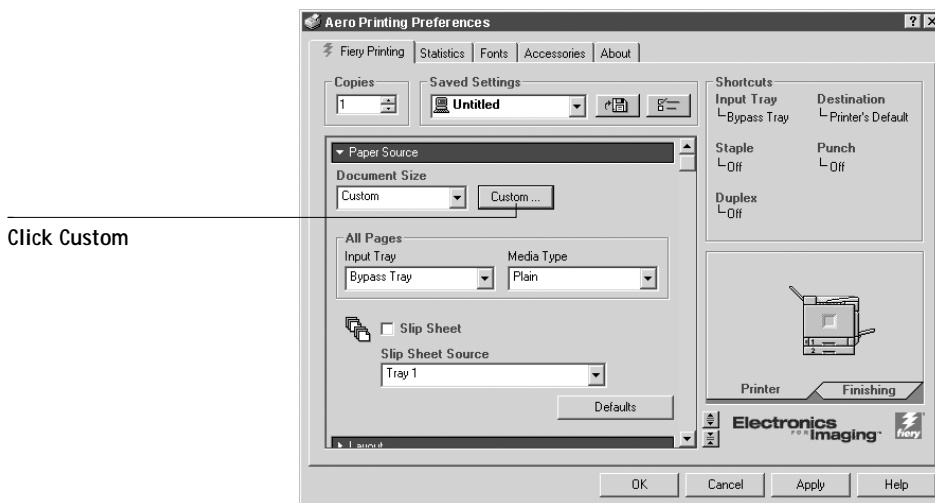 Aero Printing Preferences
Fiery Printing Statistics Fonts Accessories About
Copies
1
Saved Settings
Untitled
Paper Source
Document Size
Custom
Custom ...
Click Custom
All Pages
Input Tray
Bypass Tray
Media Type
Plain
Slip Sheet
Slip Sheet Source
Tray 1
Defaults
Layout
Shortcuts
Input Tray
Bypass Tray
Destination
Printer's Default
Staple
Off
Punch
Off
Duplex
Off
1
2
Printer
Finishing
Electronics
FOR Imaging
fiery
OK Cancel Apply Help